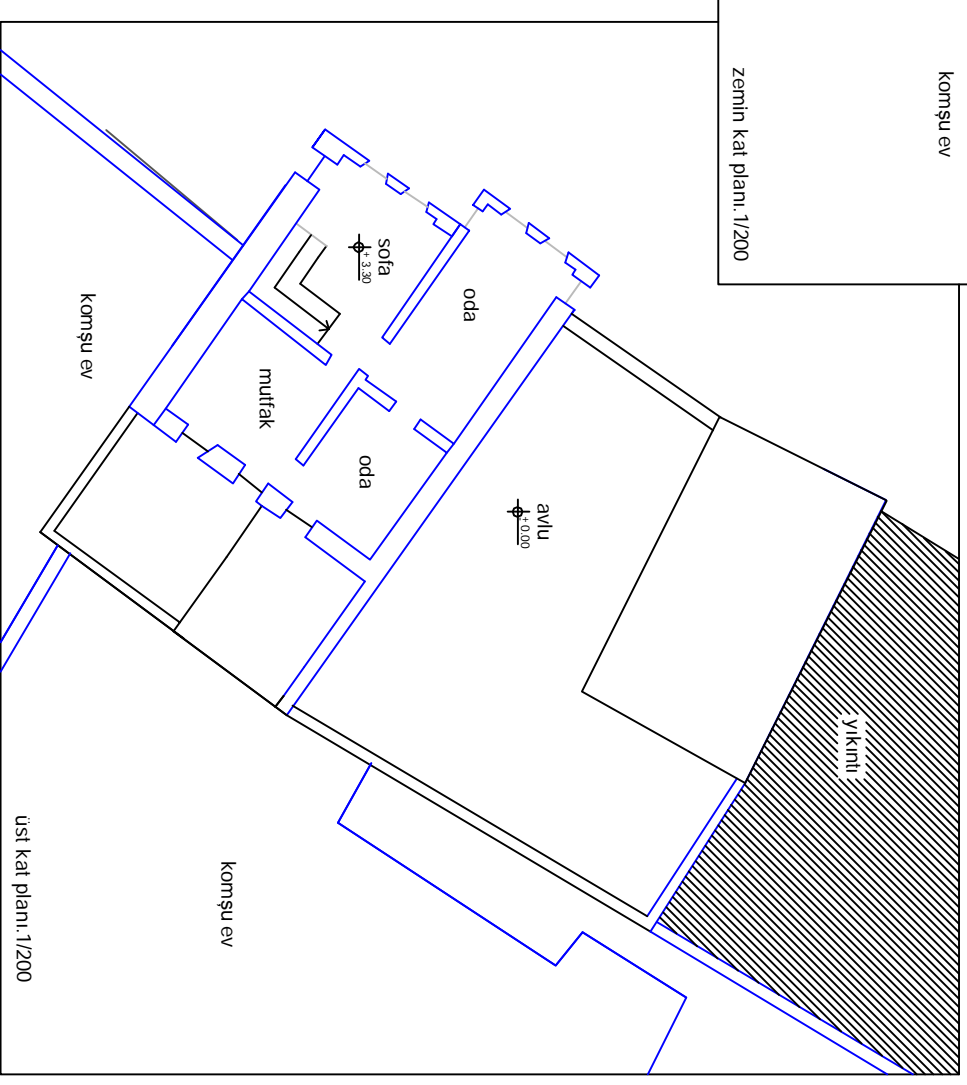 komşu ev
zemin kat planı.1/200
sofa
+ 3.30
oda
mutfak
oda
avlu
+ 0.00
komşu ev
yıkıntı
komşu ev
üst kat planı.1/200